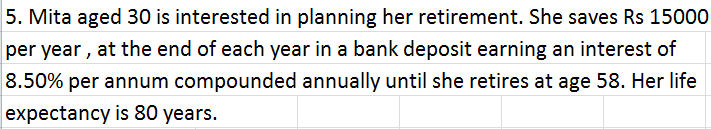 5. Mita aged 30 is interested in planning her retirement. She saves Rs 15000
per year , at the end of each year in a bank deposit earning an interest of
8.50% per annum compounded annually until she retires at age 58. Her life
expectancy is 80 years.